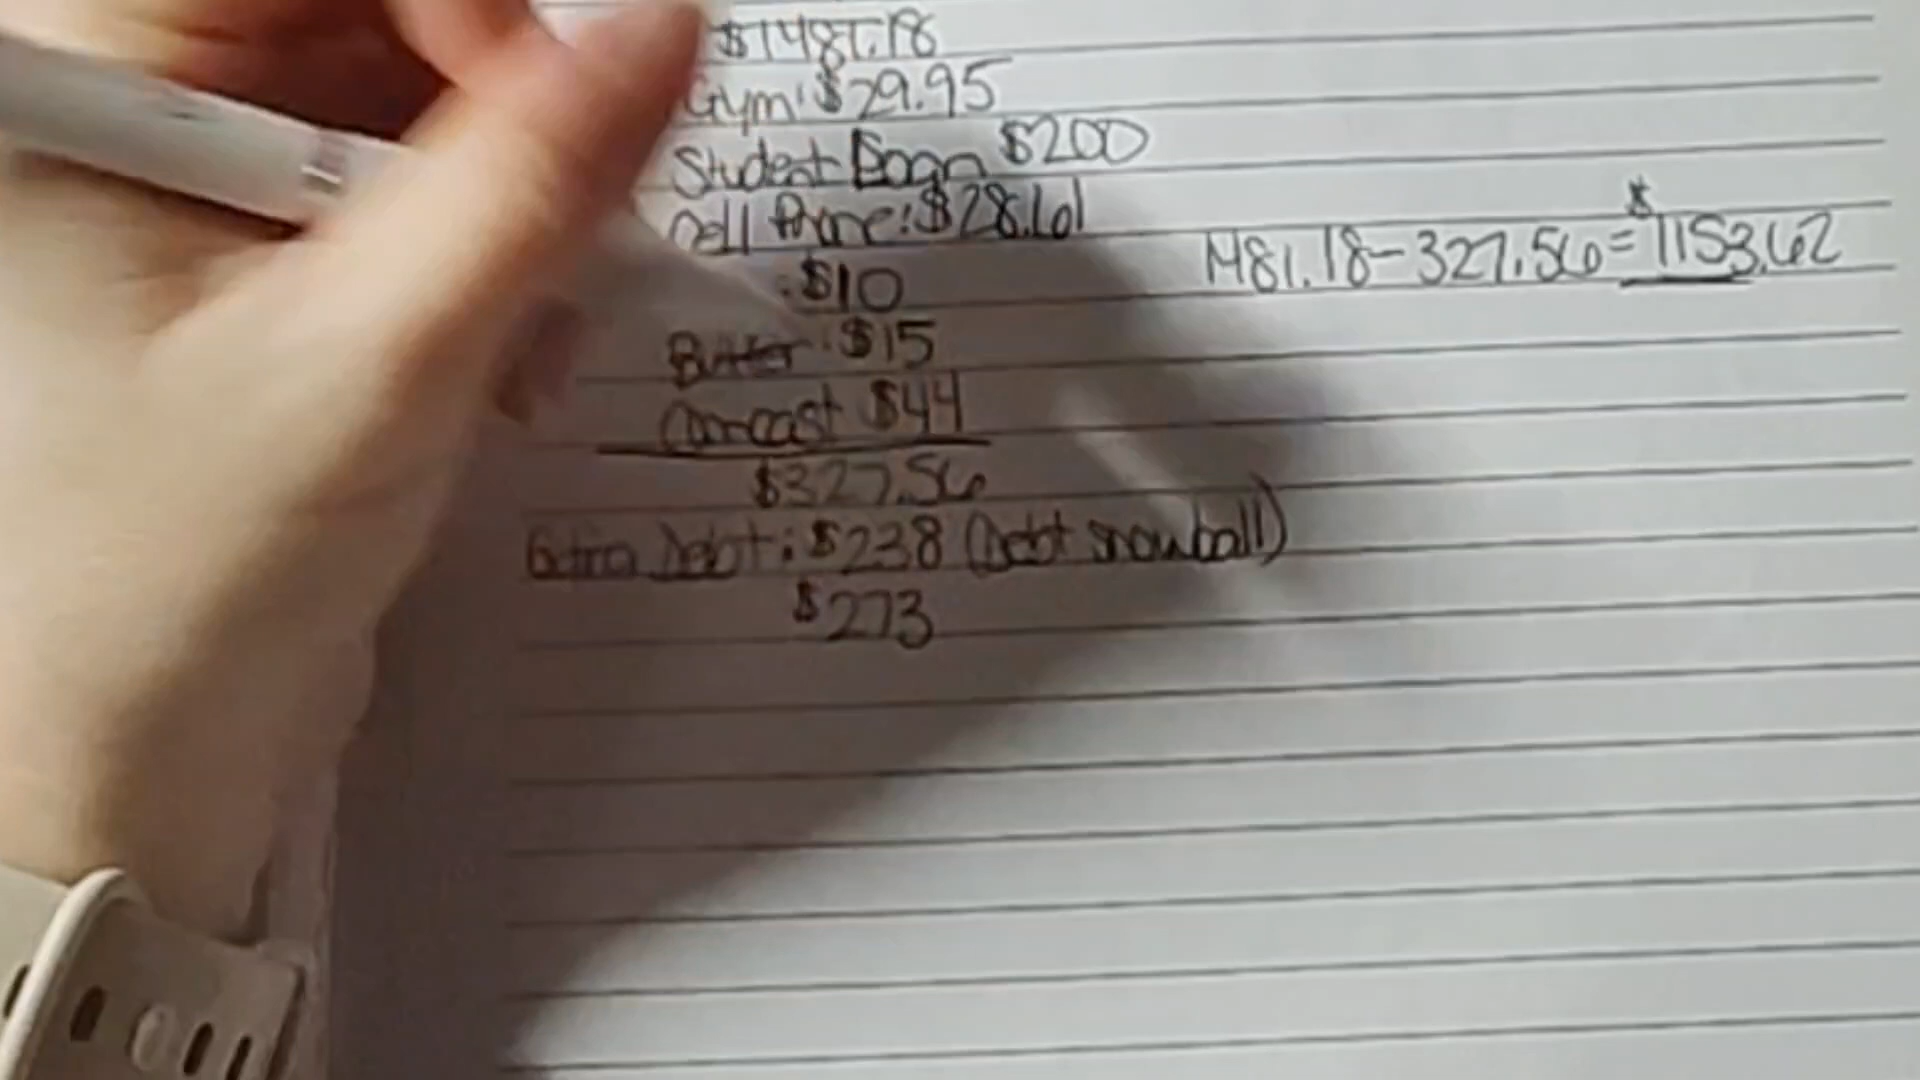 $1481.18
Gym: $29.95
Student Loan $200
Cell Phone: $28.61
: $10
Butter: $15
Comcast $44
$327.56
Extra Debt: $238 (Debt snowball)
$273
1481.18-327.56=$1153.62